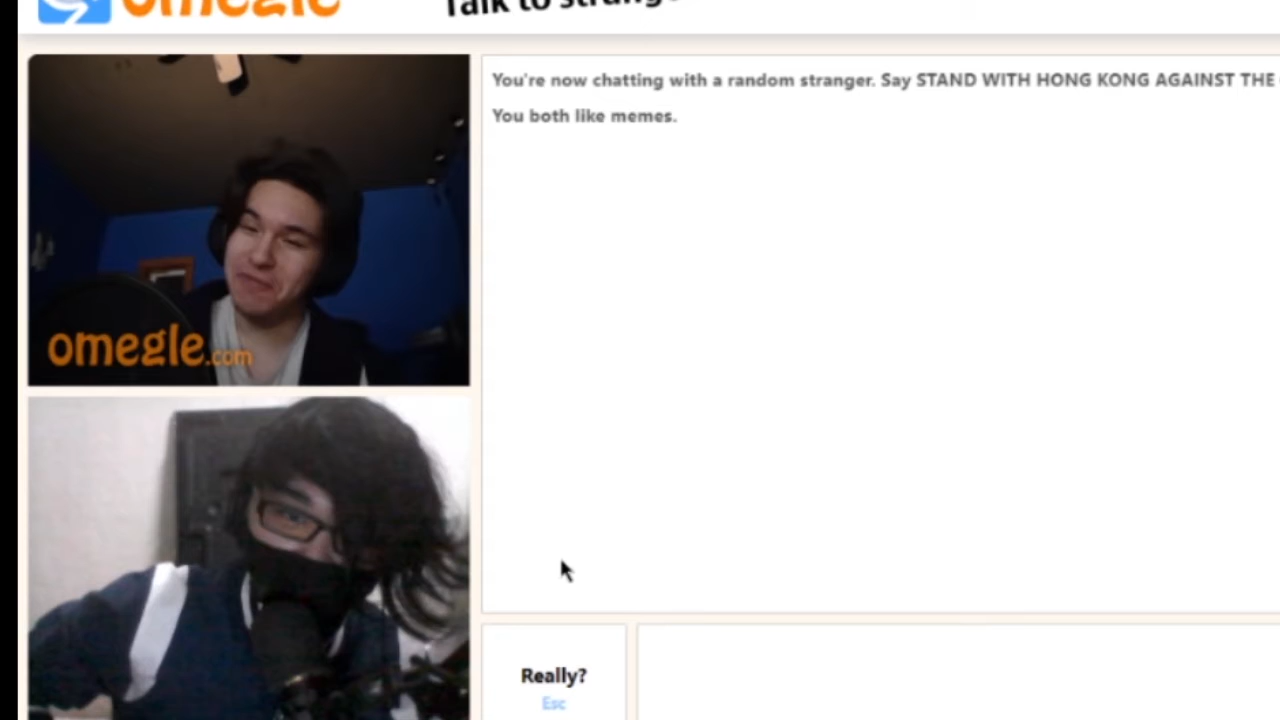 omegle
Talk to strange
You're now chatting with a random stranger. Say STAND WITH HONG KONG AGAINST THE
You both like memes.
omegle.com
Really?
Esc